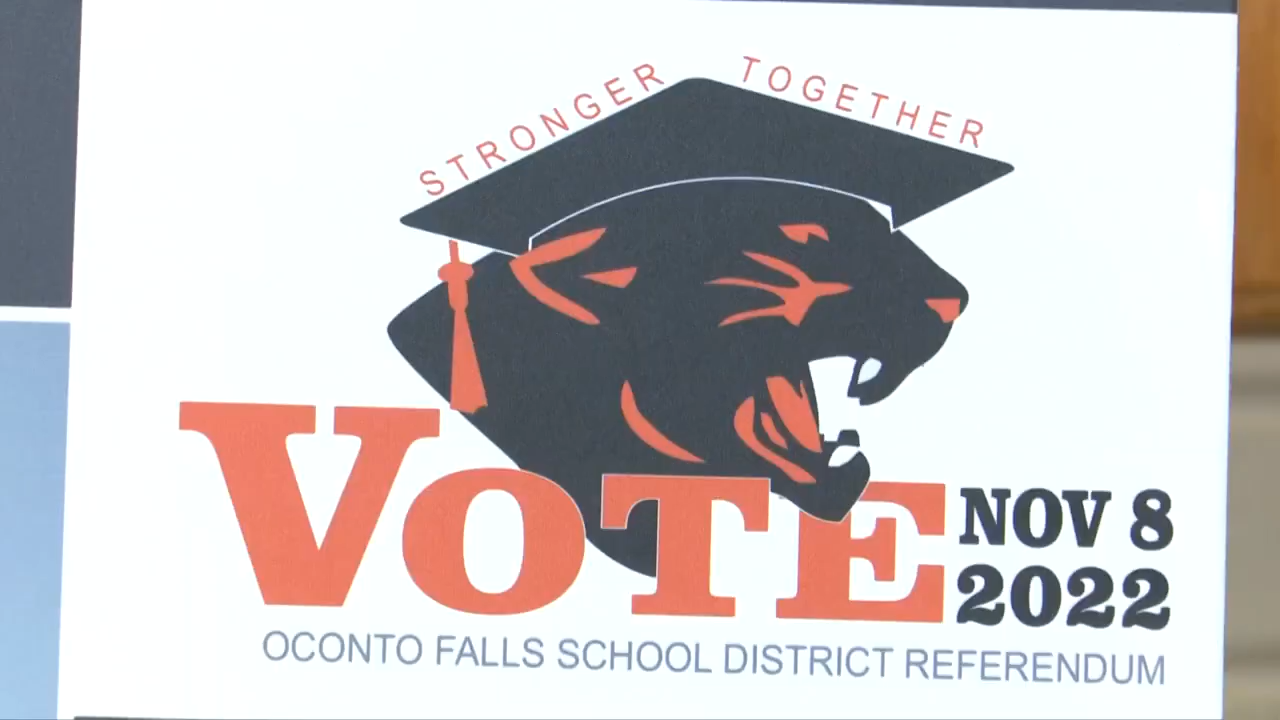 STRONGER TOGETHER
VOTE
NOV 8
2022
OCONTO FALLS SCHOOL DISTRICT REFERENDUM